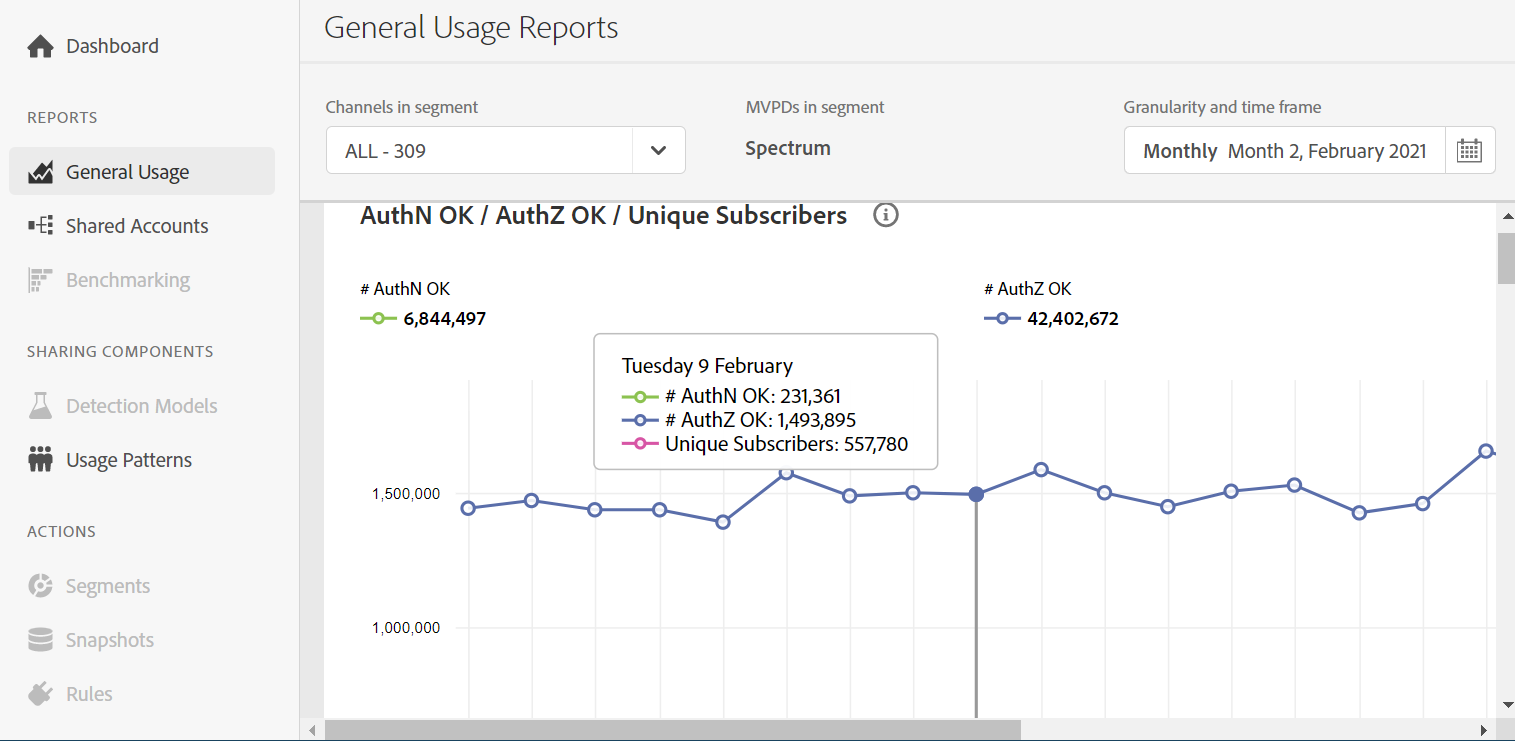 Dashboard
REPORTS
General Usage
Shared Accounts
Benchmarking
SHARING COMPONENTS
Detection Models
Usage Patterns
ACTIONS
Segments
Snapshots
Rules
General Usage Reports
Channels in segment
ALL - 309
MVPDs in segment
Spectrum
Granularity and time frame
Monthly Month 2, February 2021
AuthN OK / AuthZ OK / Unique Subscribers
# AuthN OK
6,844,497
# AuthZ OK
42,402,672
Tuesday 9 February
# AuthN OK: 231,361
# AuthZ OK: 1,493,895
Unique Subscribers: 557,780
1,500,000
1,000,000